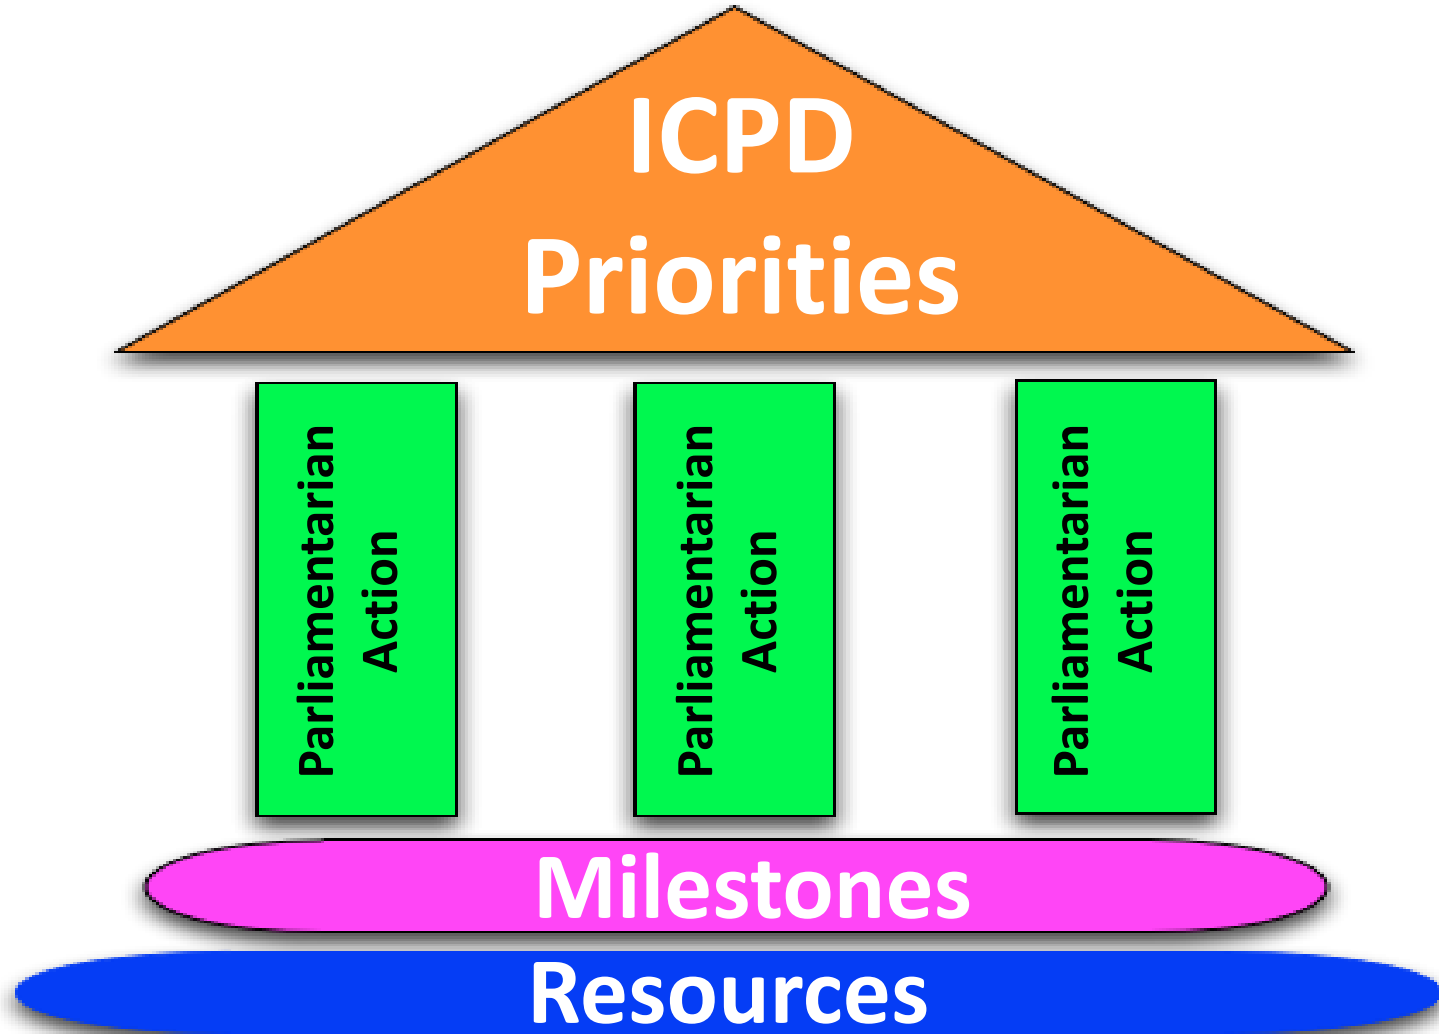 ICPD
Priorities
Parliamentarian
Action
Parliamentarian
Action
Parliamentarian
Action
Milestones
Resources